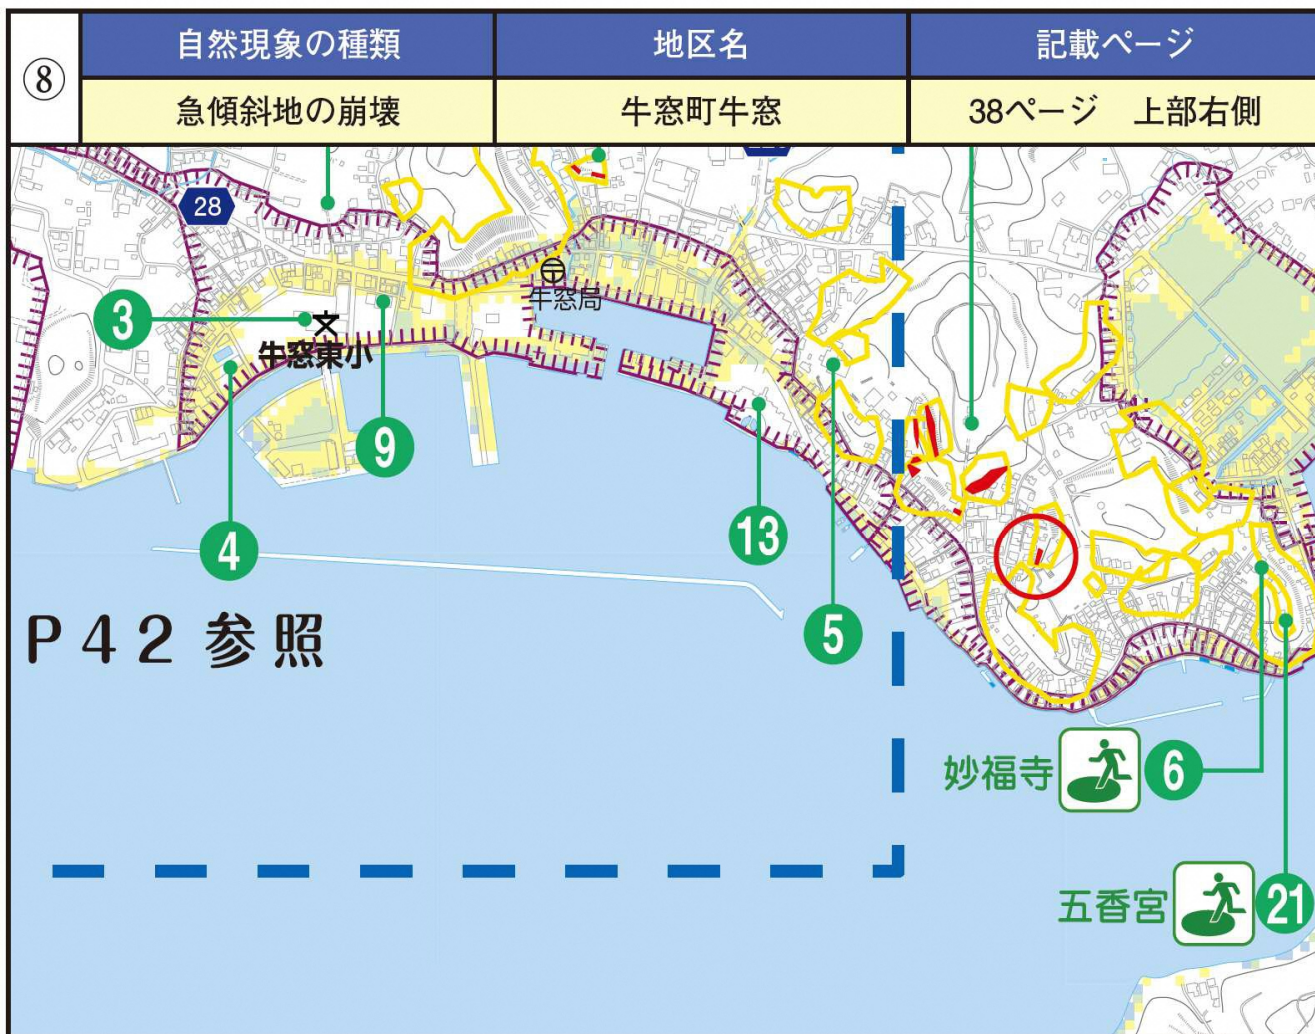 ⑧
自然現象の種類 地区名 記載ページ
急傾斜地の崩壊 牛窓町牛窓 38ページ 上部右側
28
牛窓局
3
牛窓東小
9
4
13
5
P42参照
妙福寺 6
五香宮 21